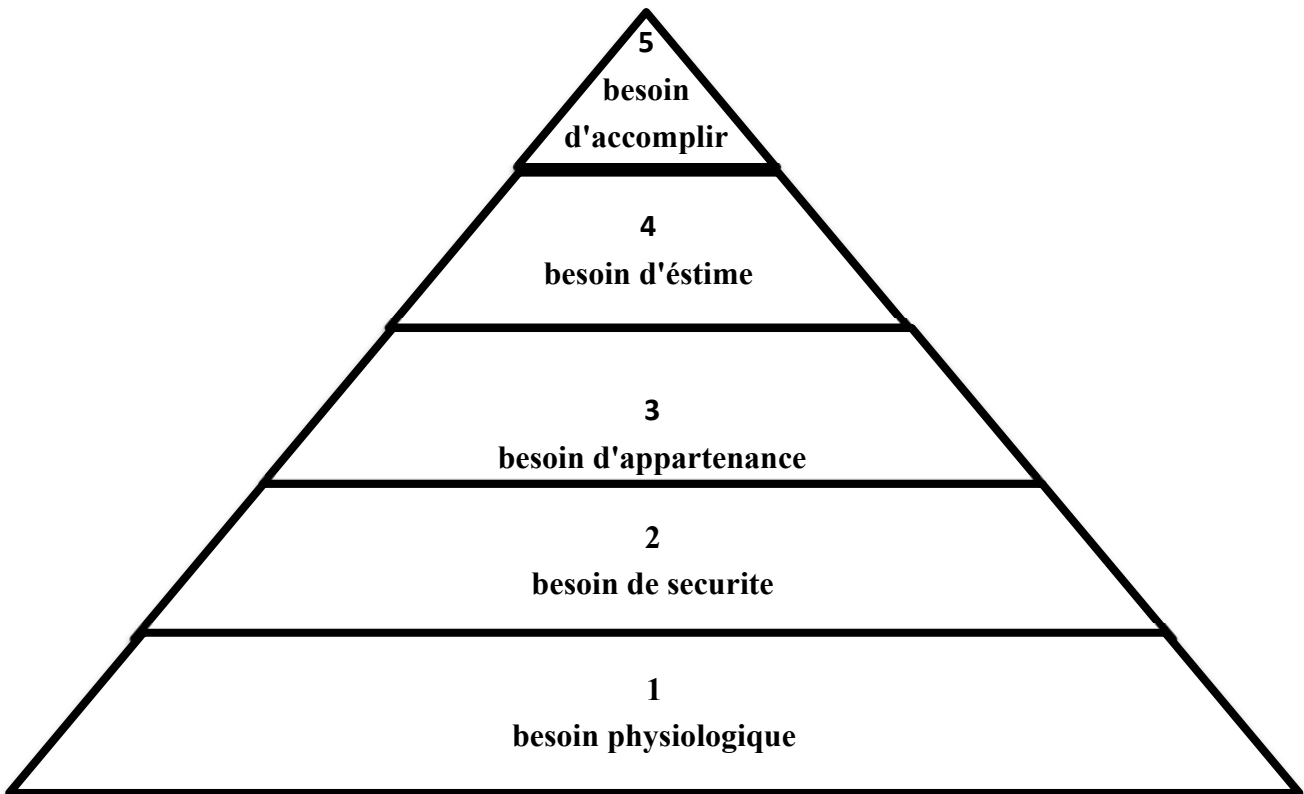 5
besoin
d'accomplir
4
besoin d'éstime
3
besoin d'appartenance
2
besoin de securite
1
besoin physiologique